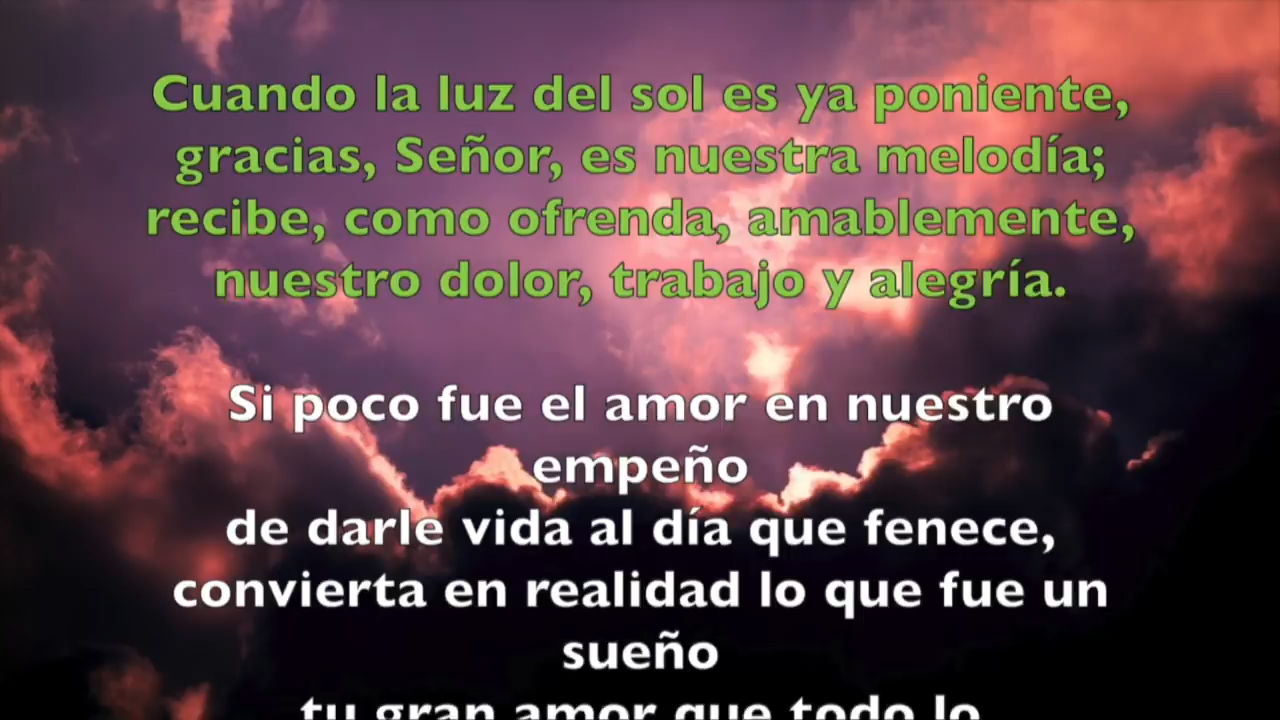 Cuando la luz del sol es ya poniente,
gracias, Señor, es nuestra melodía;
recibe, como ofrenda, amablemente,
nuestro dolor, trabajo y alegría.
Si poco fue el amor en nuestro
empeño
de darle vida al día que fenece,
convierta en realidad lo que fue un
sueño
tu gran amor que todo lo